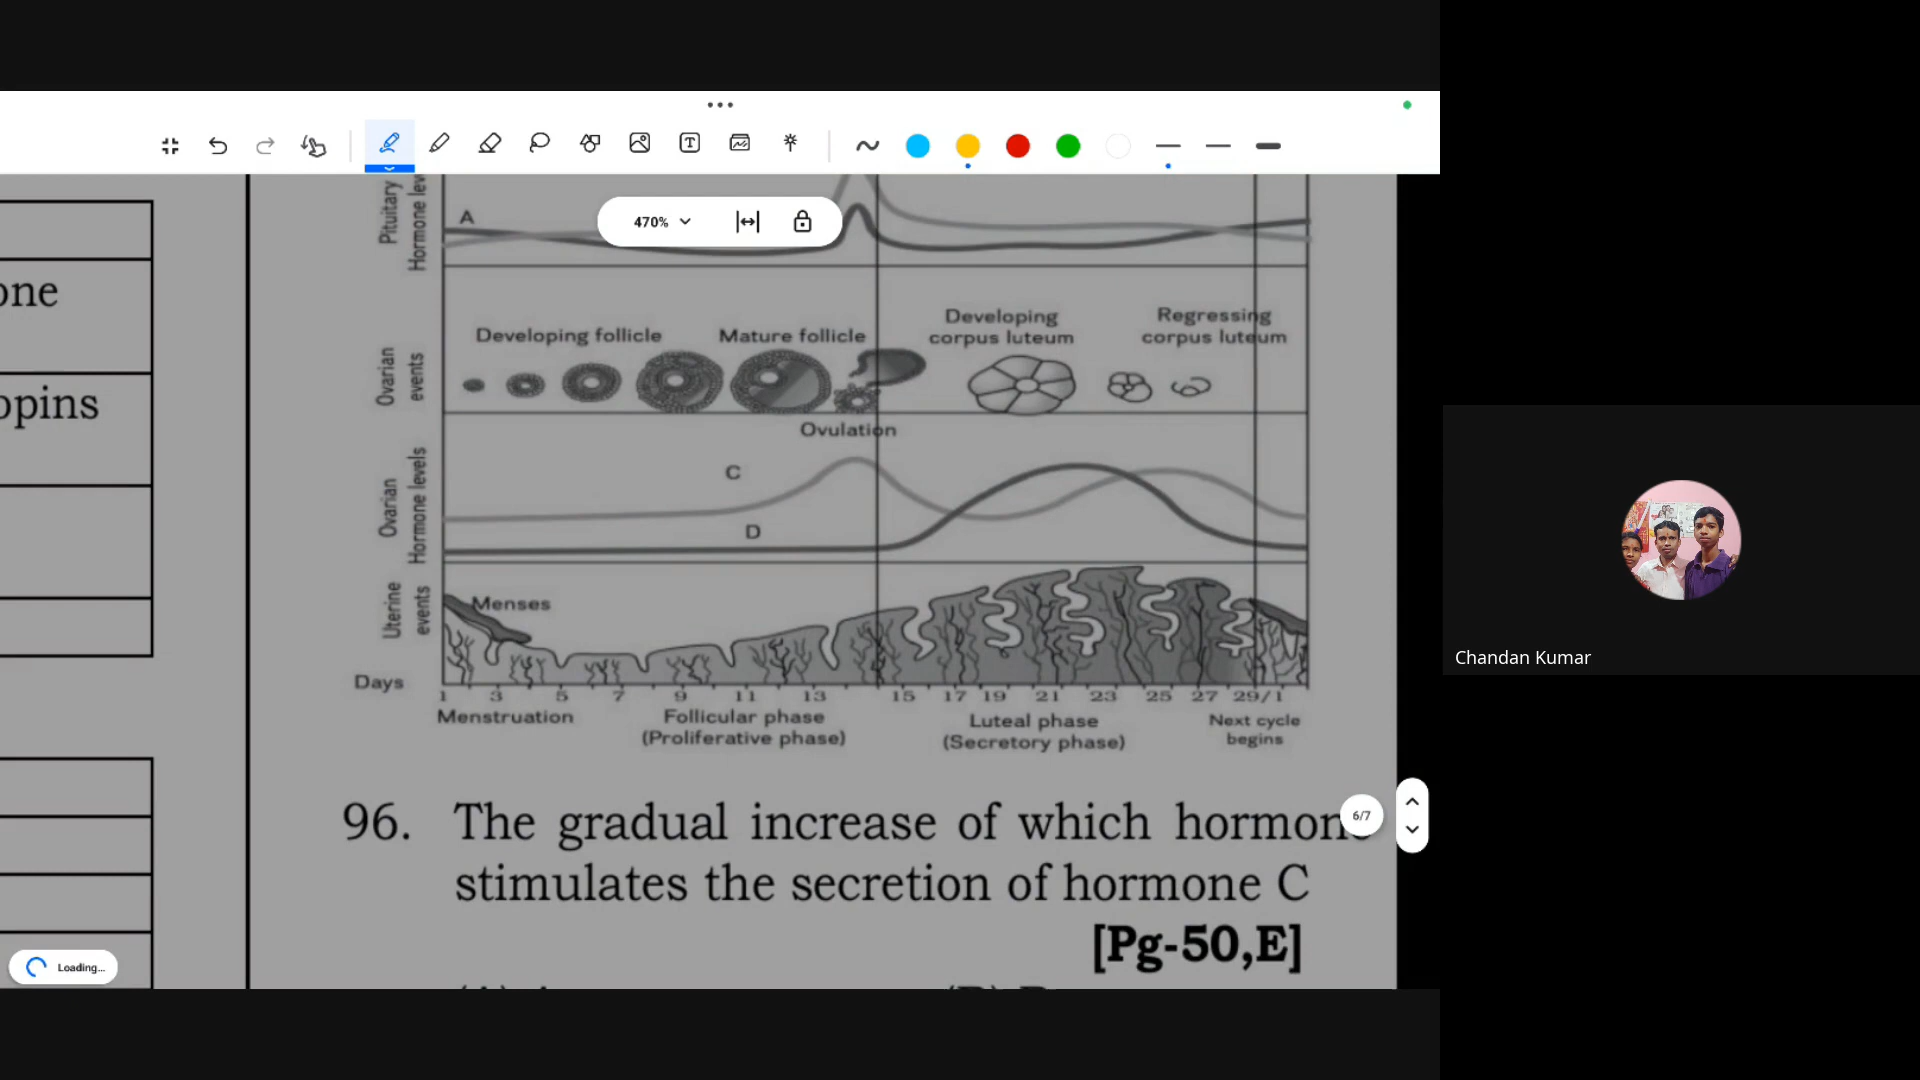 470%
Pituitary
Hormone lev
A
one
opins
Developing follicle
Mature follicle
Developing
corpus luteum
Regressing
corpus luteum
Ovarian
events
Ovulation
Ovarian
Hormone levels
C
D
Uterine
events
Menses
Days
1 3 5 7 9 11 13 15 17 19 21 23 25 27 29/1
Menstruation
Follicular phase
(Proliferative phase)
Luteal phase
(Secretory phase)
Next cycle
begins
96. The gradual increase of which hormone
stimulates the secretion of hormone C
[Pg-50,E]
6/7
Loading...
Chandan Kumar